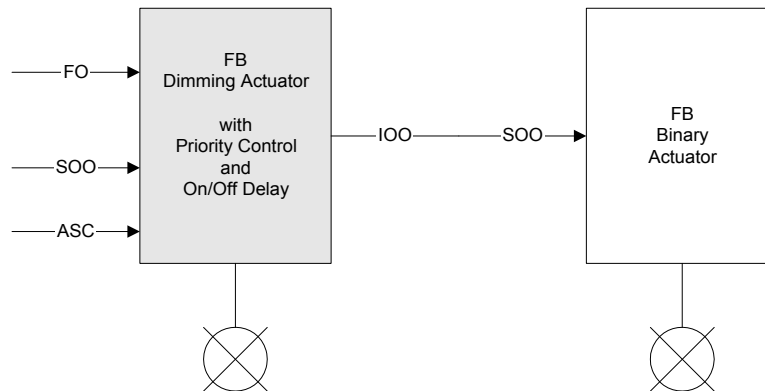 FO
SOO
ASC
FB
Dimming Actuator
with
Priority Control
and
On/Off Delay
IOO
SOO
FB
Binary
Actuator